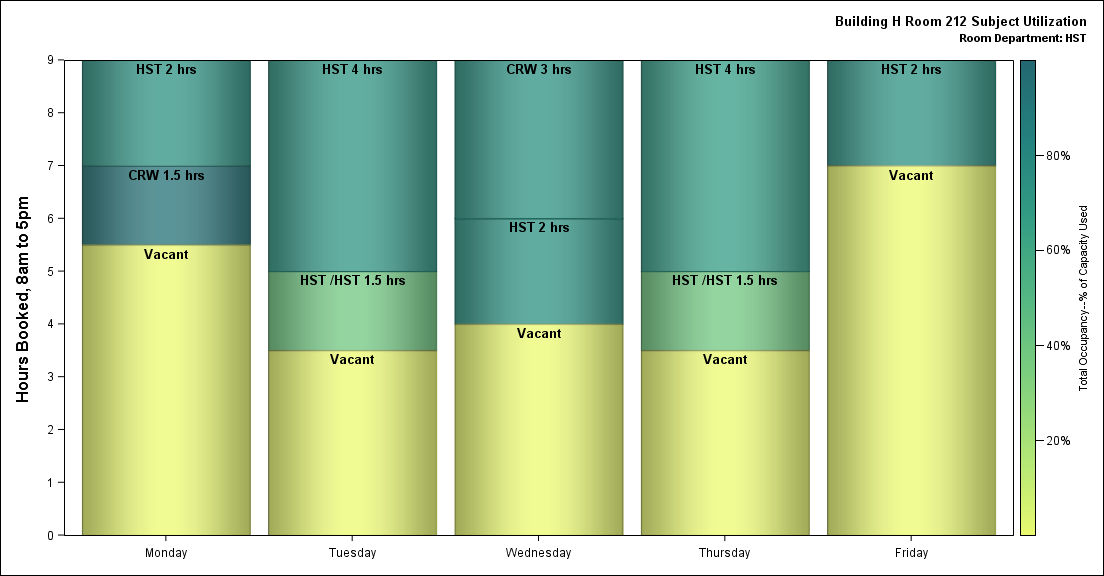 Building H Room 212 Subject Utilization
Room Department: HST
Hours Booked, 8am to 5pm
9
8
7
6
5
4
3
2
1
0
HST 2 hrs
CRW 1.5 hrs
Vacant
HST 4 hrs
HST /HST 1.5 hrs
Vacant
CRW 3 hrs
HST 2 hrs
Vacant
HST 4 hrs
HST /HST 1.5 hrs
Vacant
HST 2 hrs
Vacant
Monday
Tuesday
Wednesday
Thursday
Friday
80%
60%
40%
20%
Total Occupancy--% of Capacity Used